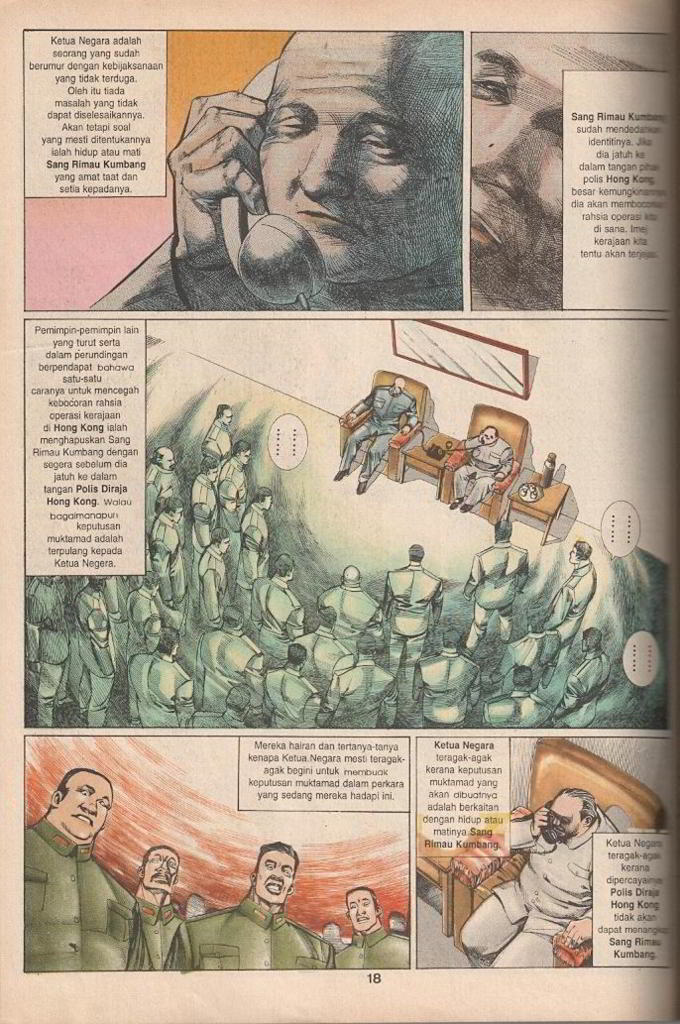 Ketua Negara adalah
seorang yang sudah
berumur dengan kebijaksanaan
yang tidak terduga.
Oleh itu tiada
masalah yang tidak
dapat diselesaikannya.
Akan tetapi soal
yang mesti ditentukannya
ialah hidup atau mati
Sang Rimau Kumbang
yang amat taat dan
setia kepadanya.
Sang Rimau Kumbang
sudah mendedahkan
identitinya. Jika
dia jatuh ke
dalam tangan pihak
polis Hong Kong,
besar kemungkinannya
dia akan membocorkan
rahsia operasi kita
di sana. Imej
kerajaan kita
tentu akan terjejas.
Pemimpin-pemimpin lain
yang turut serta
dalam perundingan
berpendapat bahawa
satu-satu
caranya untuk mencegah
kebocoran rahsia
operasi kerajaan
di Hong Kong ialah
menghapuskan Sang
Rimau Kumbang dengan
segera sebelum dia
jatuh ke dalam
tangan Polis Diraja
Hong Kong. Walau
bagaimanapun
keputusan
muktamad adalah
terpulang kepada
Ketua Negera.
Mereka hairan dan tertanya-tanya
kenapa Ketua Negara mesti teragak-
agak begini untuk membuak
keputusan muktamad dalam perkara
yang sedang mereka hadapi ini.
Ketua Negara
teragak-agak
kerana keputusan
muktamad yang
akan dibuatnya
adalah berkaitan
dengan hidup atau
matinya Sang
Rimau Kumbang.
Ketua Negara
teragak-agak
kerana
dipercayainya
Polis Diraja
Hong Kong
tidak akan
dapat menangkap
Sang Rimau
Kumbang.
18